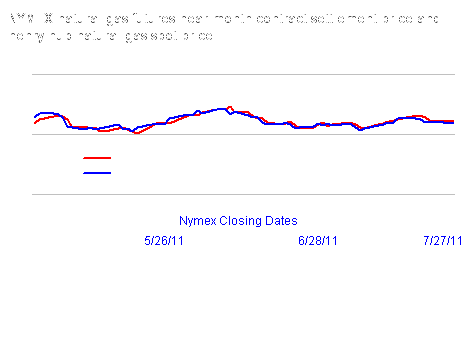 NYMEX natural gas futures near-month contract settlement price and
henry hub natural gas spot price
Nymex Closing Dates
5/26/11 6/28/11 7/27/11